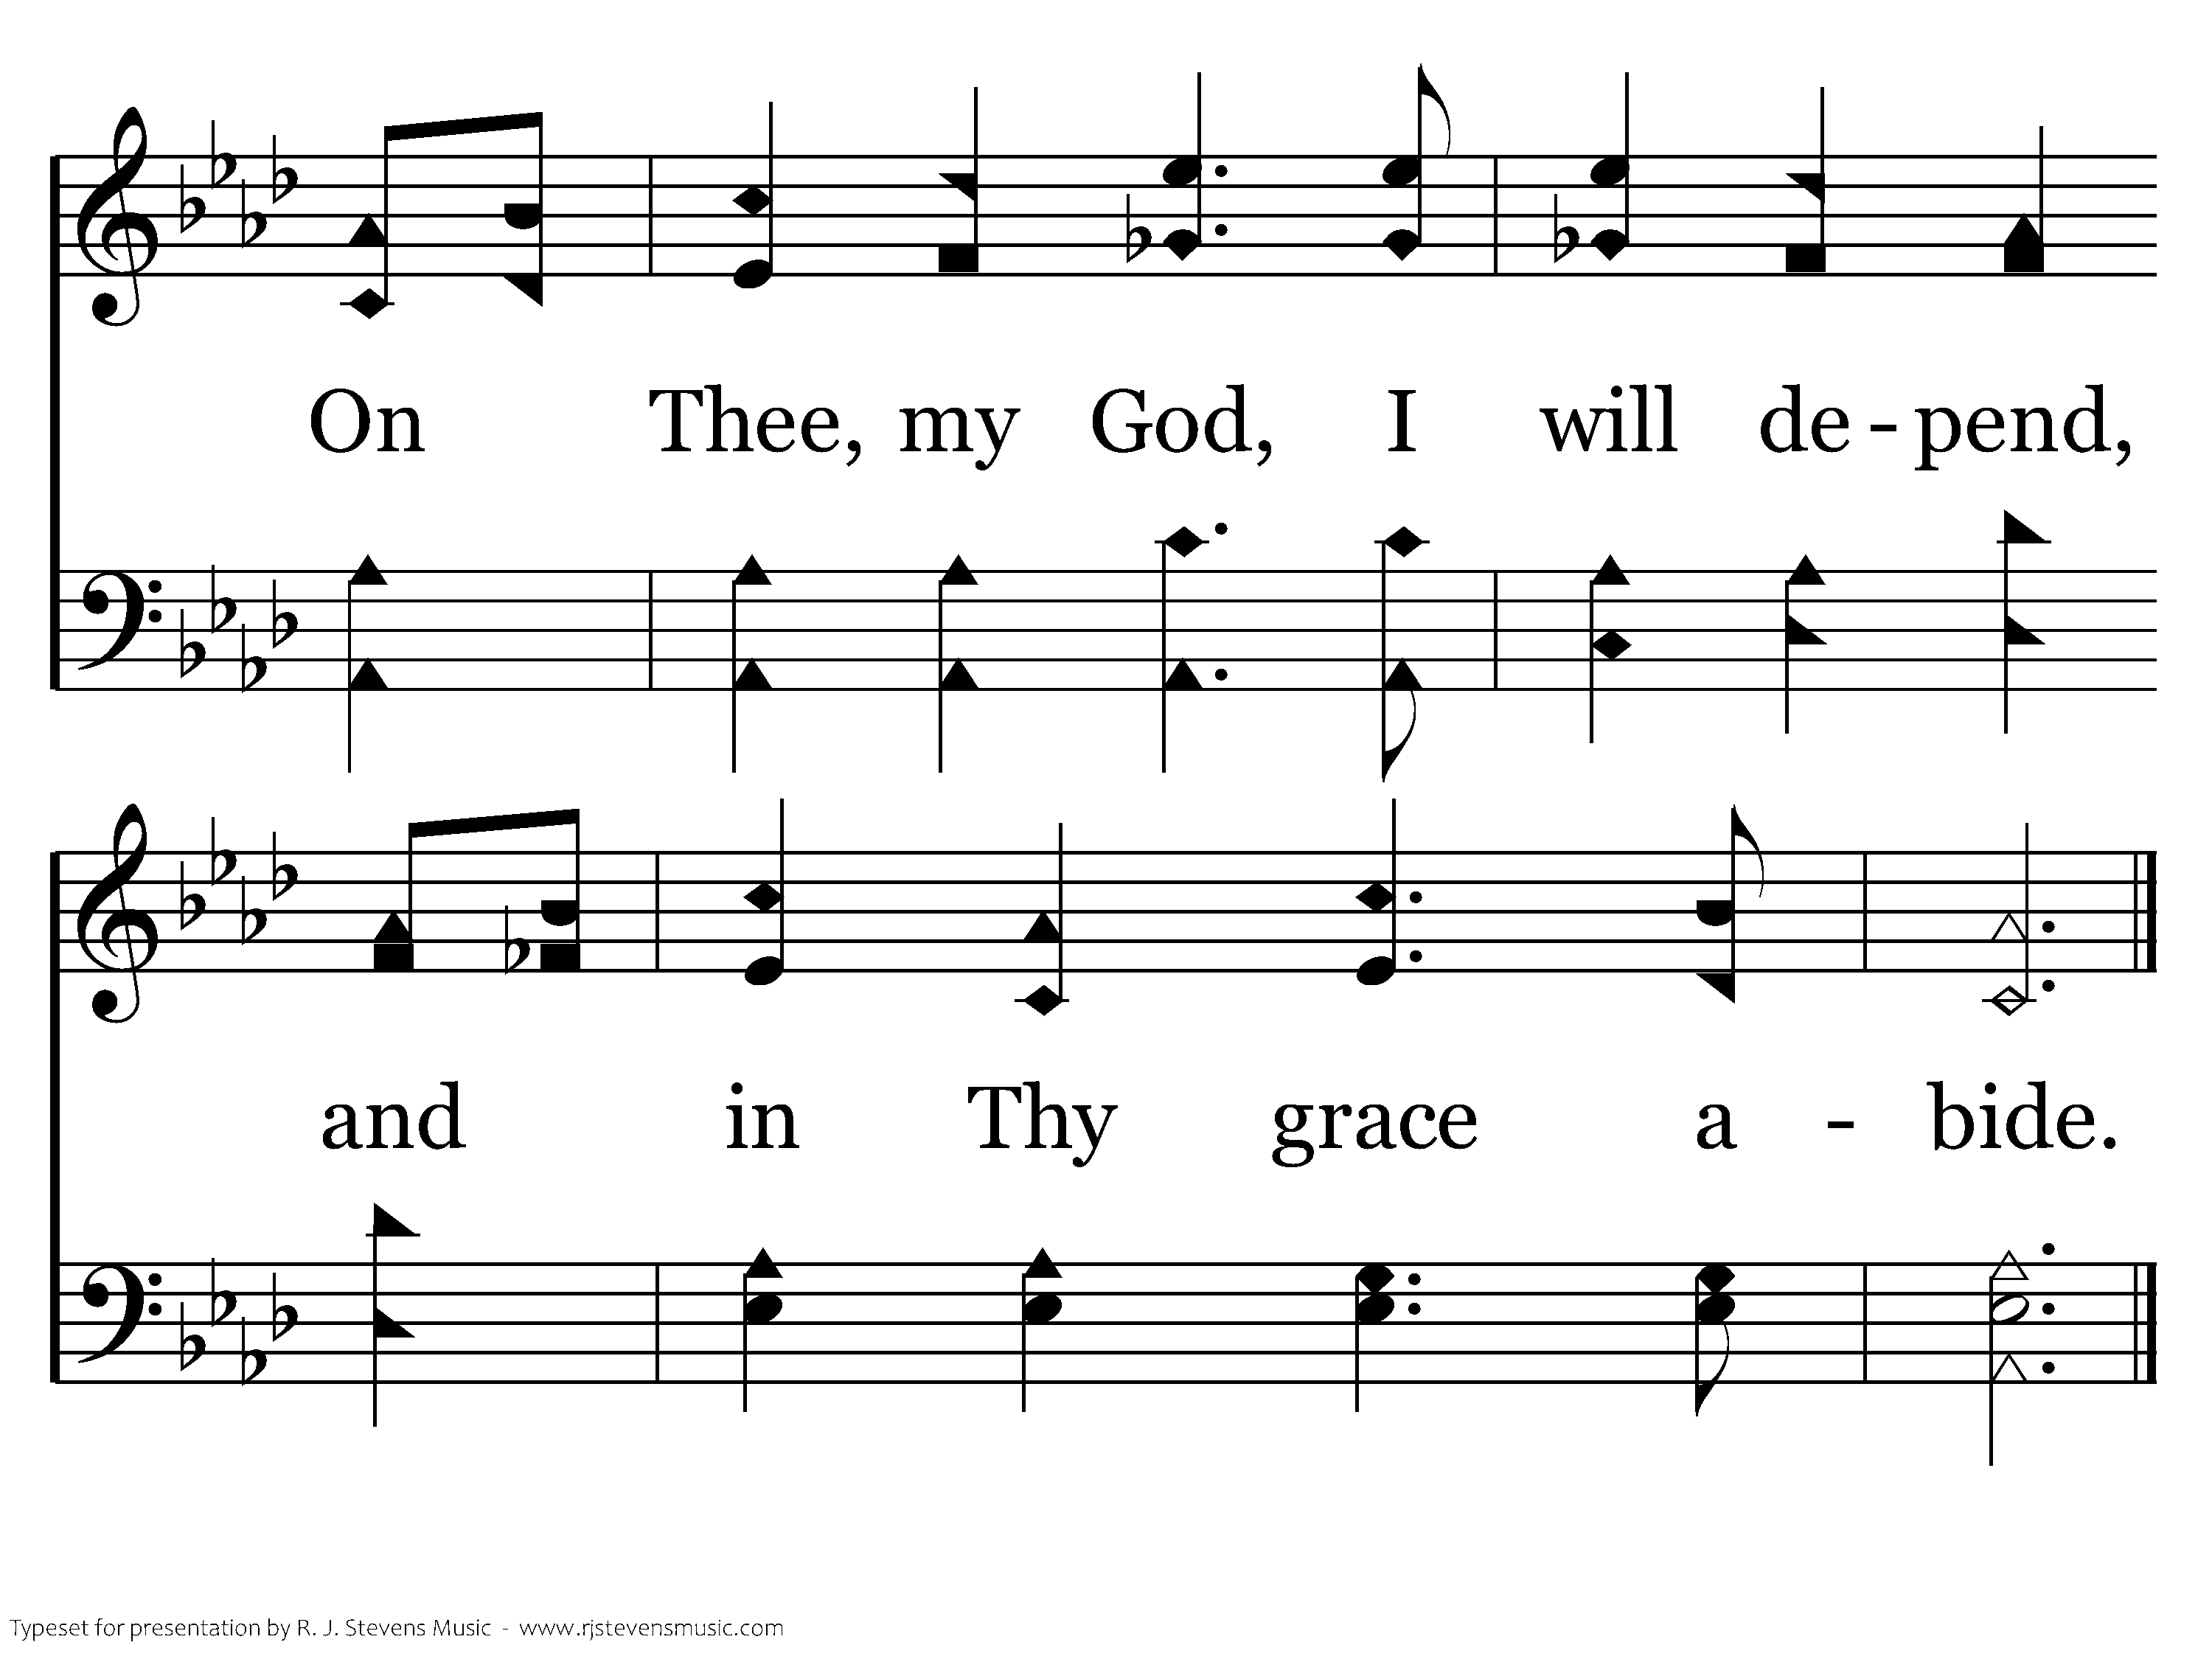 On Thee, my God, I will de - pend,
and in Thy grace a - bide.
Typeset for presentation by R. J. Stevens Music - www.rjstevensmusic.com